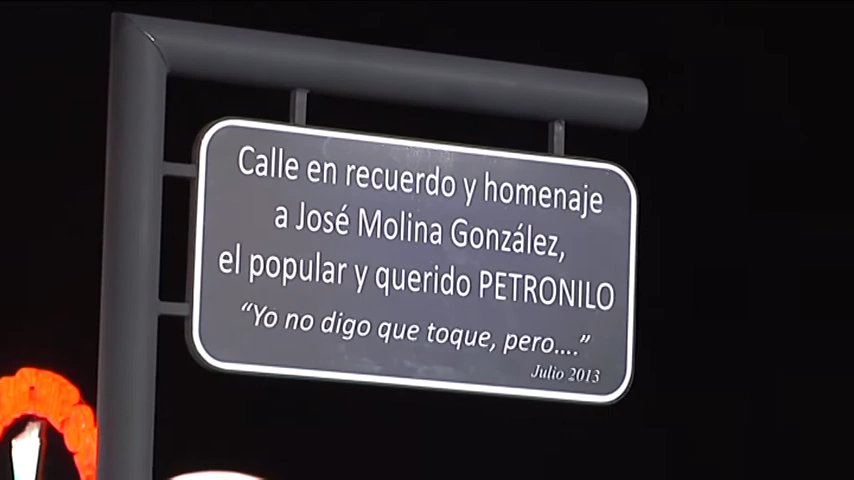 Calle en recuerdo y homenaje
a José Molina González,
el popular y querido PETRONILO
“Yo no digo que toque, pero....”
Julio 2013